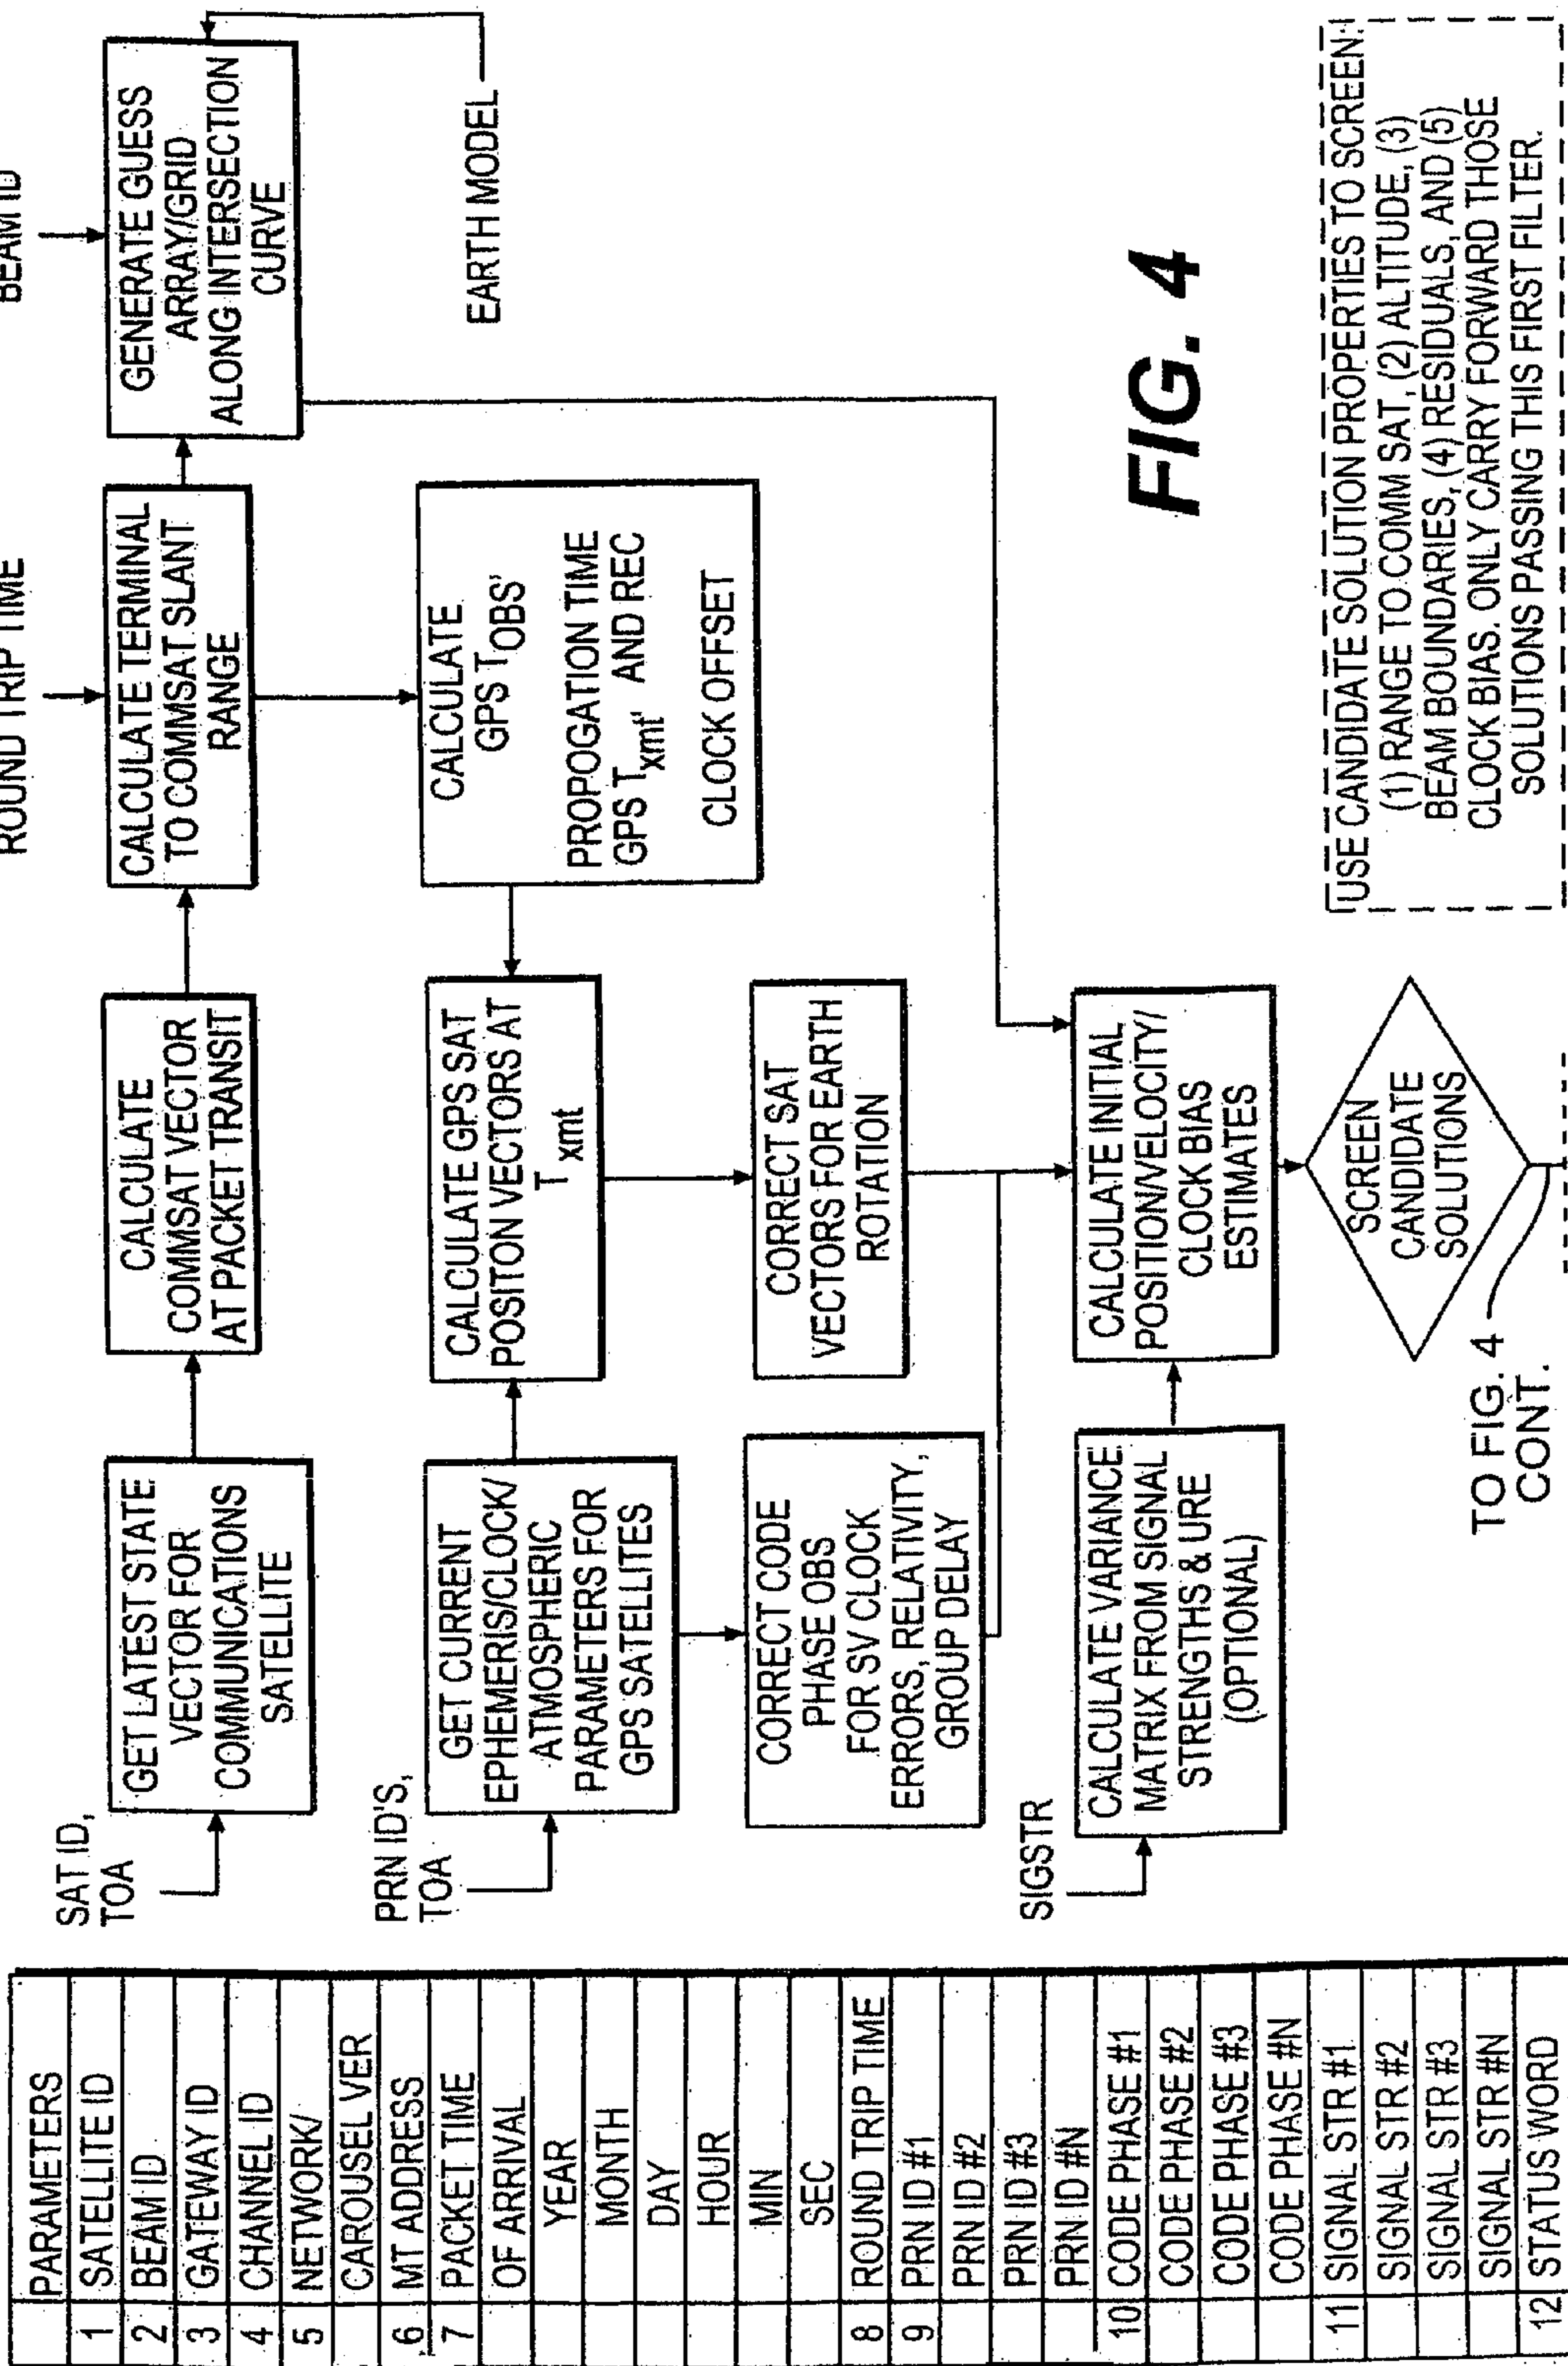 PARAMETERS
1 SATELLITE ID
2 BEAM ID
3 GATEWAY ID
4 CHANNEL ID
5 NETWORK/
CAROUSEL VER
6 MT ADDRESS
7 PACKET TIME
OF ARRIVAL
YEAR
MONTH
DAY
HOUR
MIN
SEC
8 ROUND TRIP TIME
9 PRN ID #1
PRN ID #2
PRN ID #3
PRN ID #N
10 CODE PHASE #1
CODE PHASE #2
CODE PHASE #3
CODE PHASE #N
11 SIGNAL STR #1
SIGNAL STR #2
SIGNAL STR #3
SIGNAL STR #N
12 STATUS WORD
SAT ID,
TOA
GET LATEST STATE
VECTOR FOR
COMMUNICATIONS
SATELLITE
CALCULATE
COMMSAT VECTOR
AT PACKET TRANSIT
ROUND TRIP TIME
CALCULATE TERMINAL
TO COMMSAT SLANT
RANGE
BEAM ID
GENERATE GUESS
ARRAY/GRID
ALONG INTERSECTION
CURVE
EARTH MODEL
PRN ID'S,
TOA
GET CURRENT
EPHEMERIS/CLOCK/
ATMOSPHERIC
PARAMETERS FOR
GPS SATELLITES
CALCULATE GPS SAT
POSITON VECTORS AT
T xmt
CALCULATE
GPS TOBS'
PROPOGATION TIME
GPS Txmt' AND REC
CLOCK OFFSET
CORRECT CODE
PHASE OBS
FOR SV CLOCK
ERRORS, RELATIVITY,
GROUP DELAY
CORRECT SAT
VECTORS FOR EARTH
ROTATION
SIGSTR
CALCULATE VARIANCE
MATRIX FROM SIGNAL
STRENGTHS & URE
(OPTIONAL)
CALCULATE INITIAL
POSITION/VELOCITY/
CLOCK BIAS
ESTIMATES
SCREEN
CANDIDATE
SOLUTIONS
TO FIG. 4
CONT.
FIG. 4
USE CANDIDATE SOLUTION PROPERTIES TO SCREEN:
(1) RANGE TO COMM SAT, (2) ALTITUDE, (3)
BEAM BOUNDARIES, (4) RESIDUALS, AND (5)
CLOCK BIAS. ONLY CARRY FORWARD THOSE
SOLUTIONS PASSING THIS FIRST FILTER.